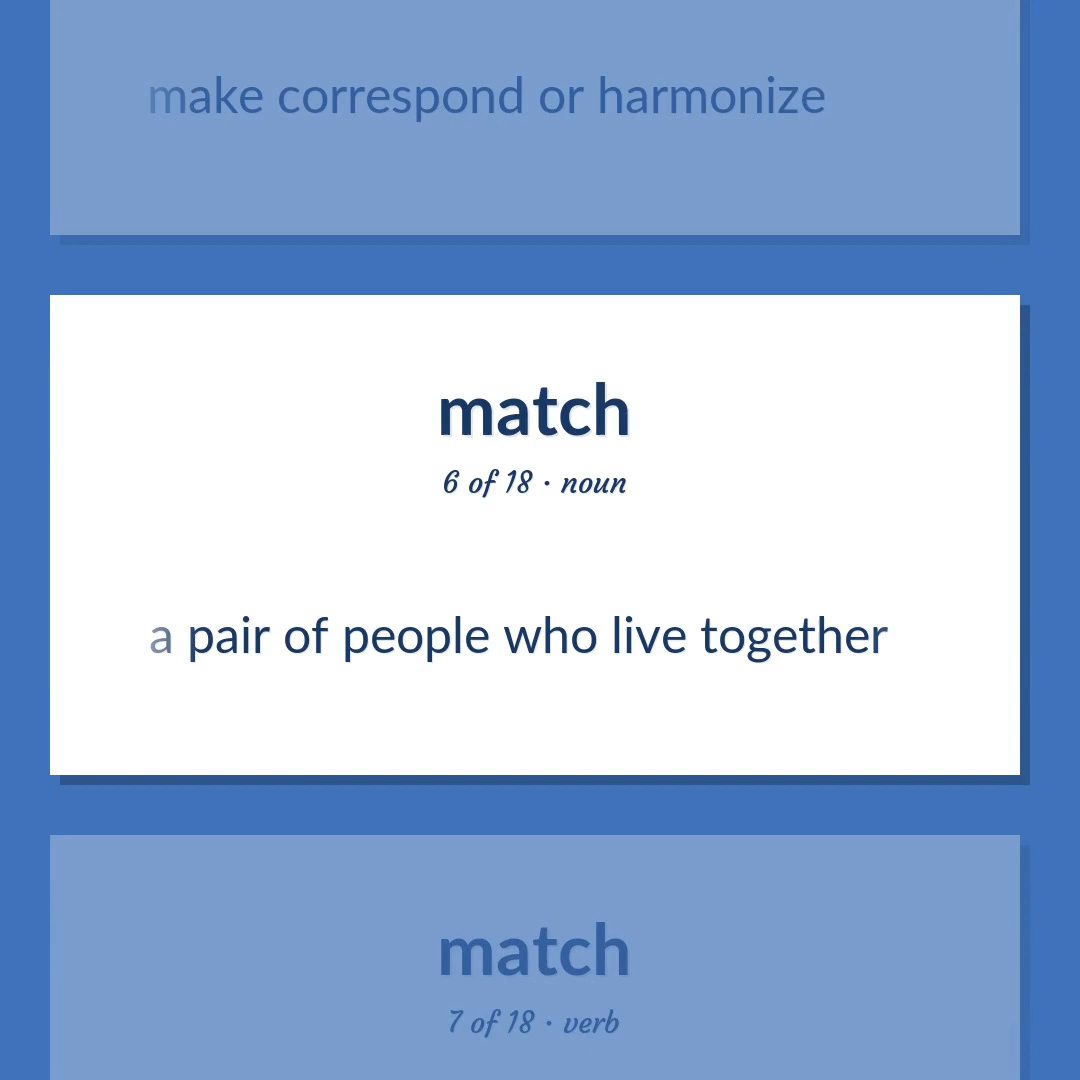 make correspond or harmonize
match
6 of 18 · noun
a pair of people who live together
match
7 of 18 · verb